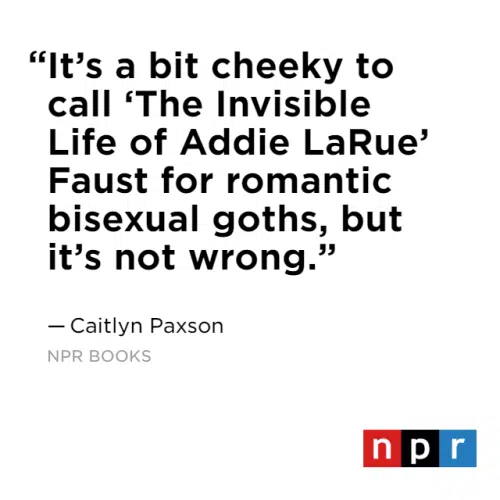 “It’s a bit cheeky to
call ‘The Invisible
Life of Addie LaRue’
Faust for romantic
bisexual goths, but
it’s not wrong.”
— Caitlyn Paxson
NPR BOOKS
npr